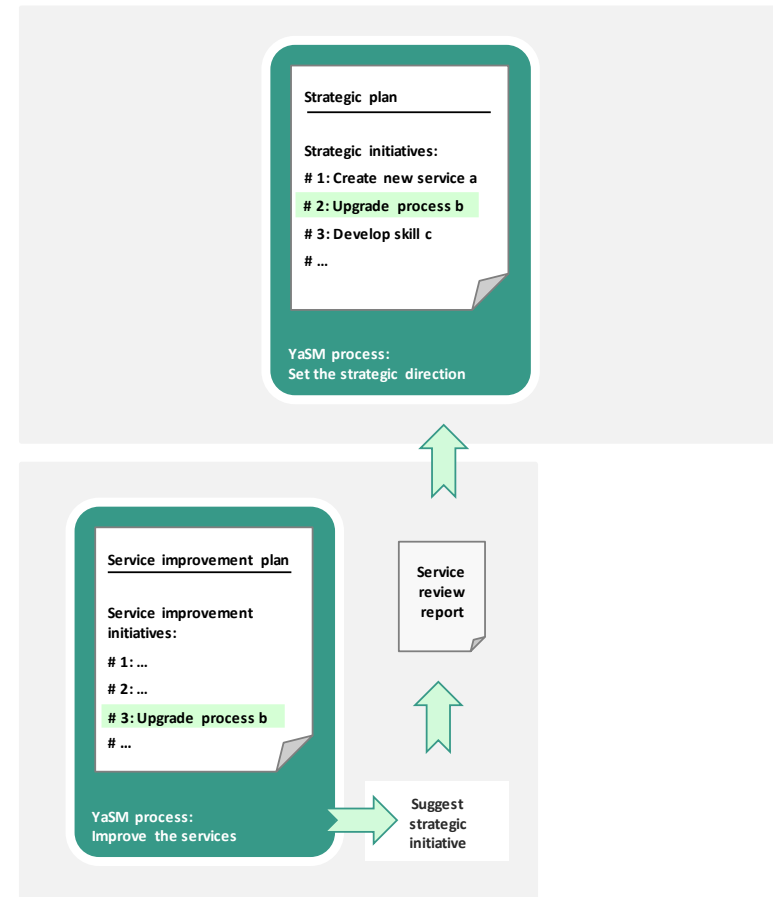 Strategic plan
Strategic initiatives:
# 1: Create new service a
# 2: Upgrade process b
# 3: Develop skill c
# ...
YaSM process:
Set the strategic direction
Service improvement plan
Service improvement
initiatives:
# 1: ...
# 2: ...
# 3: Upgrade process b
# ...
YaSM process:
Improve the services
Service
review
report
Suggest
strategic
initiative